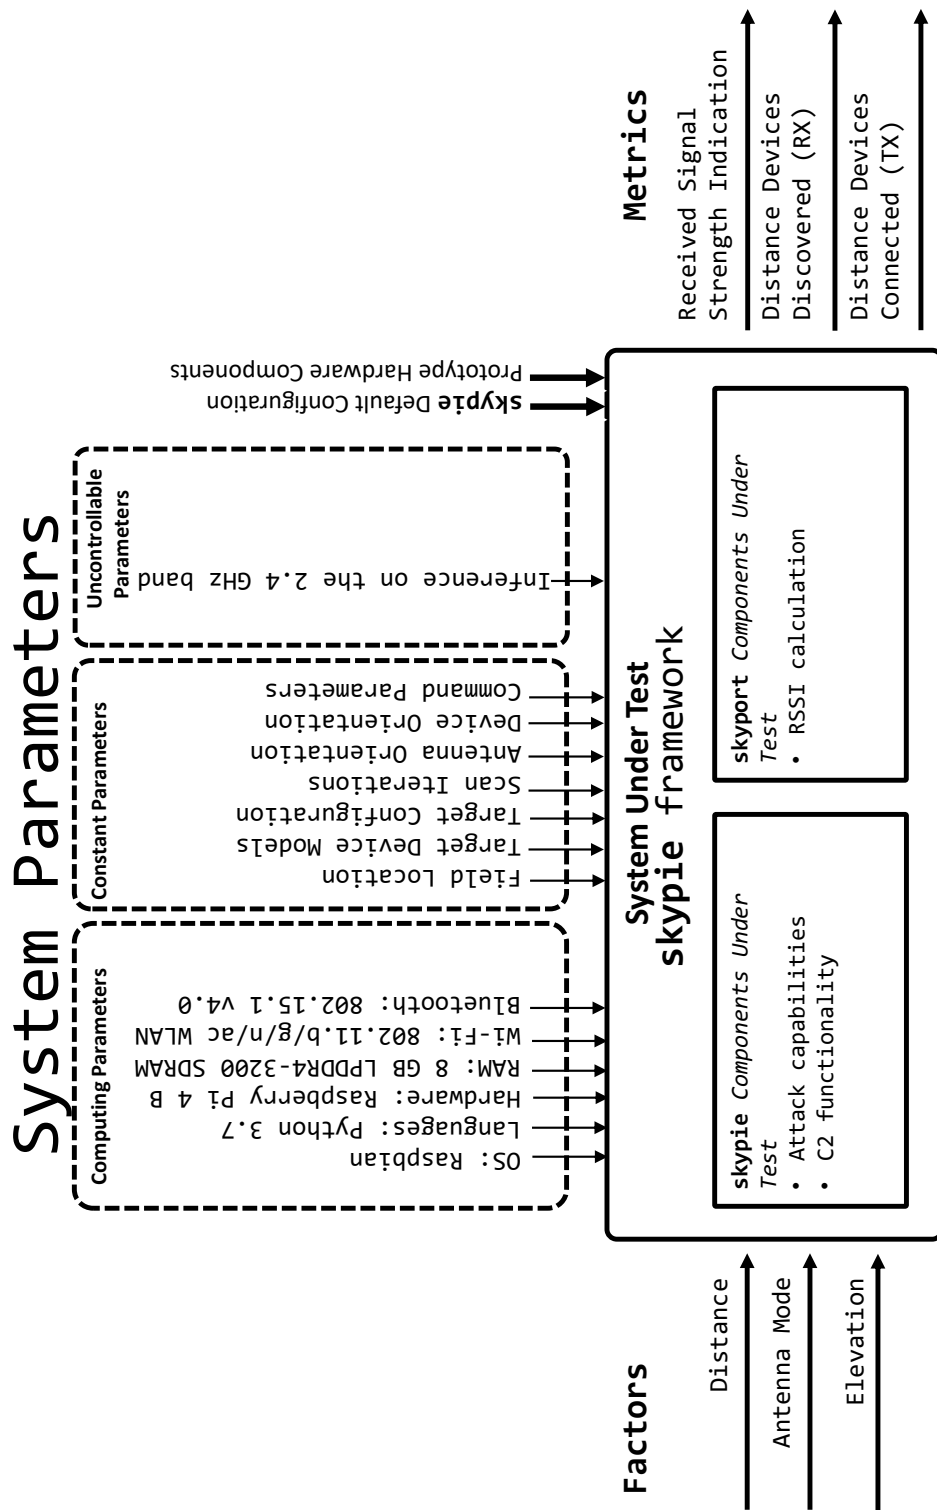 System Parameters
Computing Parameters
OS: Raspbian
Languages: Python 3.7
Hardware: Raspberry Pi 4 B
RAM: 8 GB LPDDR4-3200 SDRAM
Wi-Fi: 802.11.b/g/n/ac WLAN
Bluetooth: 802.15.1 v4.0
Constant Parameters
Field Location
Target Device Models
Target Configuration
Scan Iterations
Antenna Orientation
Device Orientation
Command Parameters
Uncontrollable
Parameters
Inference on the 2.4 GHz band
skypie Default Configuration
Prototype Hardware Components
Factors
Distance
Antenna Mode
Elevation
System Under Test
skypie framework
skypie Components Under
Test
• Attack capabilities
• C2 functionality
skyport Components Under
Test
• RSSI calculation
Metrics
Received Signal
Strength Indication
Distance Devices
Discovered (RX)
Distance Devices
Connected (TX)